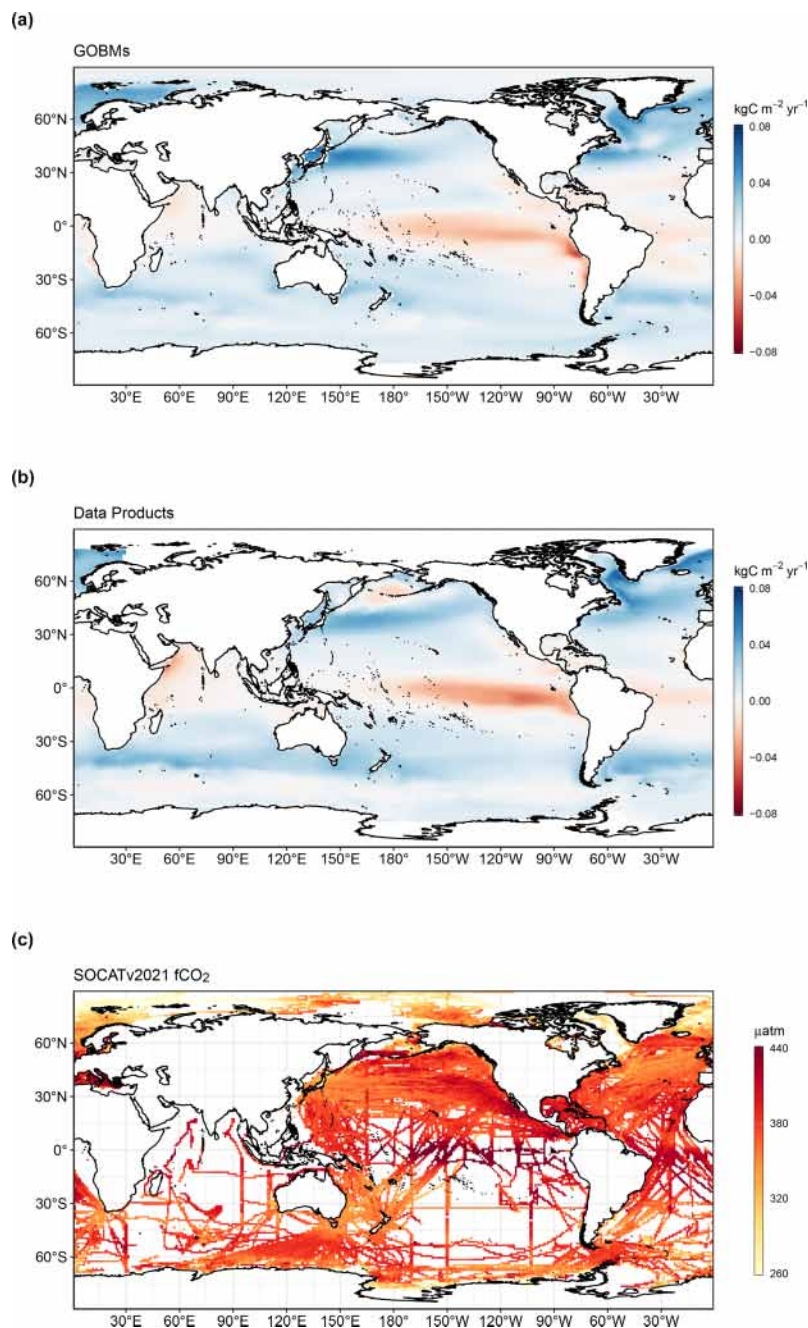 (a)
GOBMs
kgC m⁻² yr⁻¹
0.08
0.04
0.00
−0.04
−0.08
60°N
30°N
0°
30°S
60°S
30°E 60°E 90°E 120°E 150°E 180° 150°W 120°W 90°W 60°W 30°W
(b)
Data Products
kgC m⁻² yr⁻¹
0.08
0.04
0.00
−0.04
−0.08
60°N
30°N
0°
30°S
60°S
30°E 60°E 90°E 120°E 150°E 180° 150°W 120°W 90°W 60°W 30°W
(c)
SOCATv2021 fCO₂
µatm
440
380
320
260
60°N
30°N
0°
30°S
60°S
30°E 60°E 90°E 120°E 150°E 180° 150°W 120°W 90°W 60°W 30°W